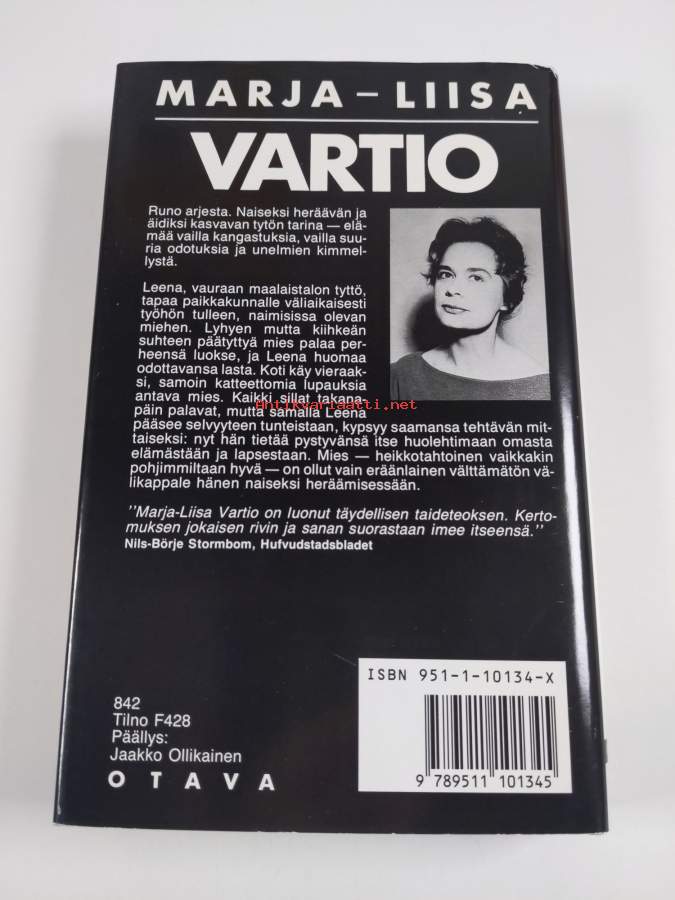 MARJA–LIISA
VARTIO
Runo arjesta. Naiseksi heräävän ja
äidiksi kasvavan tytön tarina — elä-
mää vailla kangastuksia, vailla suu-
ria odotuksia ja unelmien kimmel-
lystä.
Leena, vauraan maalaistalon tyttö,
tapaa paikkakunnalle väliaikaisesti
työhön tulleen, naimisissa olevan
miehen. Lyhyen mutta kiihkeän
suhteen päätyttyä mies palaa per-
heensä luokse, ja Leena huomaa
odottavansa lasta. Koti käy vieraak-
si, samoin katteettomia lupauksia
antava mies. Kaikki sillat takana-
päin palavat, mutta samalla Leena
pääsee selvyyteen tunteistaan, kypsyy saamansa tehtävän mit-
taiseksi: nyt hän tietää pystyvänsä itse huolehtimaan omasta
elämästään ja lapsestaan. Mies — heikkotahtoinen vaikkakin
pohjimmiltaan hyvä — on ollut vain eräänlainen välttämätön vä-
likappale hänen naiseksi heräämisessään.
''Marja-Liisa Vartio on luonut täydellisen taideteoksen. Kerto-
muksen jokaisen rivin ja sanan suorastaan imee itseensä.''
Nils-Börje Stormbom, Hufvudstadsbladet
Antikvariaatti.net
ISBN 951-1-10134-X
9 789511 101345
842
Tilno F428
Päällys:
Jaakko Ollikainen
OTAVA